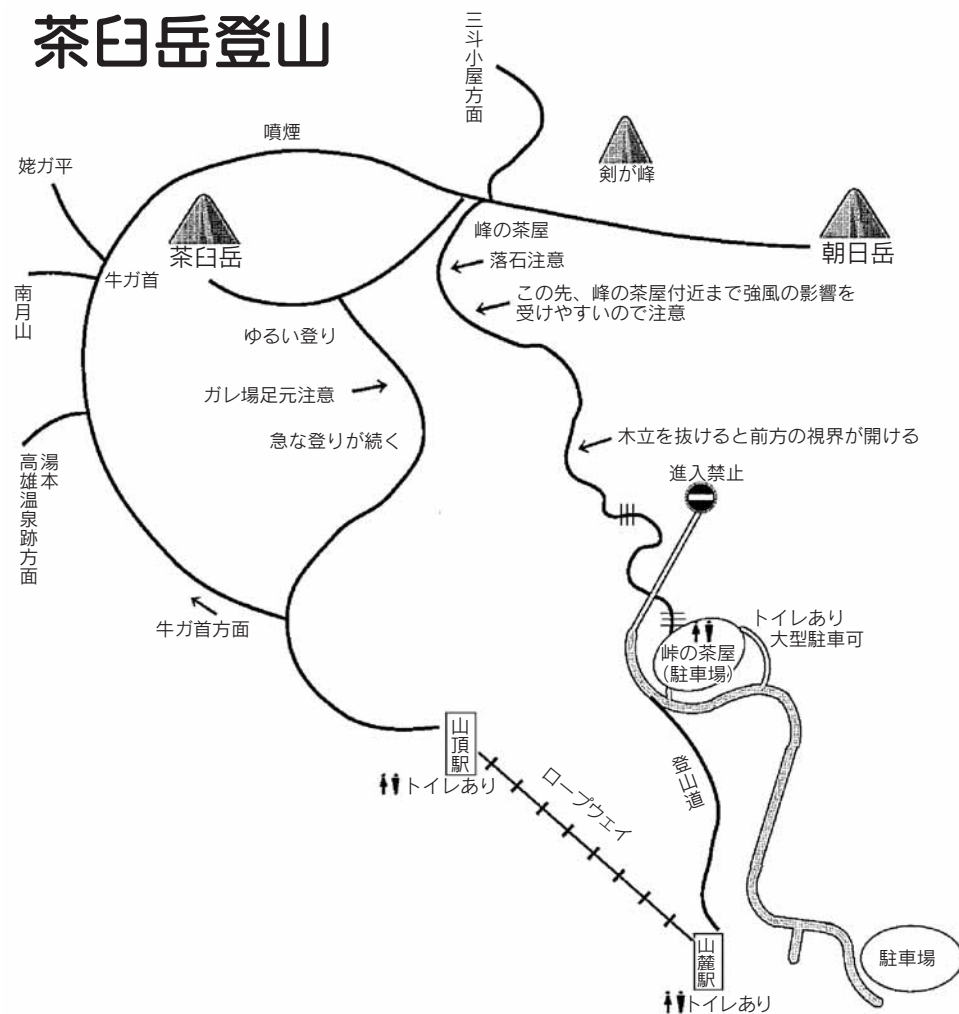 茶臼岳登山
三斗小屋方面
噴煙
姥ガ平
剣が峰
茶臼岳
峰の茶屋
朝日岳
落石注意
牛ガ首
南月山
この先、峰の茶屋付近まで強風の影響を
受けやすいので注意
ゆるい登り
ガレ場足元注意
急な登りが続く
木立を抜けると前方の視界が開ける
湯本
高雄温泉跡方面
進入禁止
牛ガ首方面
トイレあり
大型駐車可
峠の茶屋
(駐車場)
山頂駅
トイレあり
ロープウェイ
登山道
山麓駅
トイレあり
駐車場